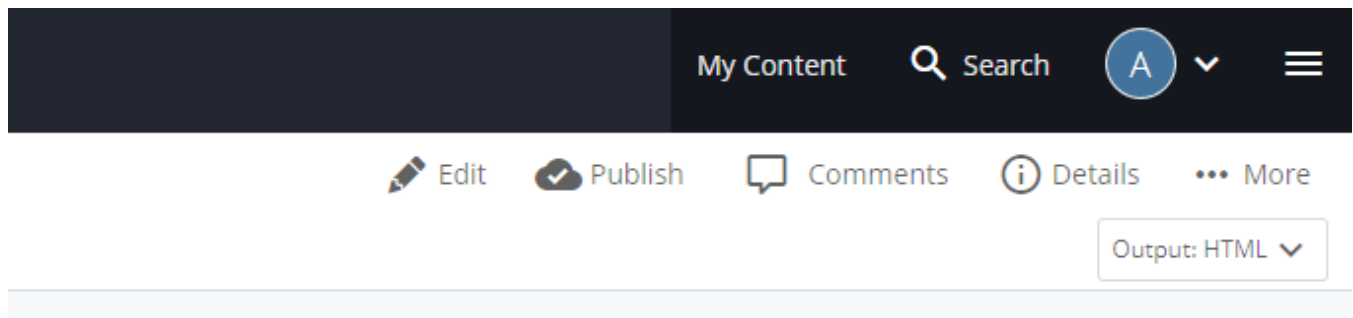 My Content Search A
Edit Publish Comments Details More
Output: HTML